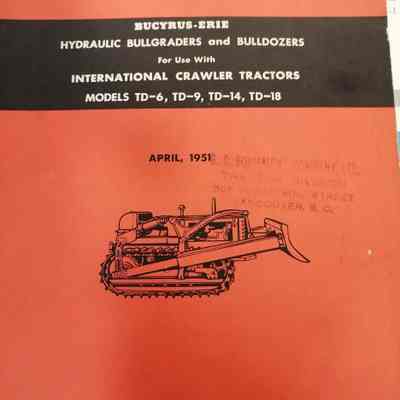 BUCYRUS-ERIE
HYDRAULIC BULLGRADERS and BULLDOZERS
For Use With
INTERNATIONAL CRAWLER TRACTORS
MODELS TD-6, TD-9, TD-14, TD-18
APRIL, 1951